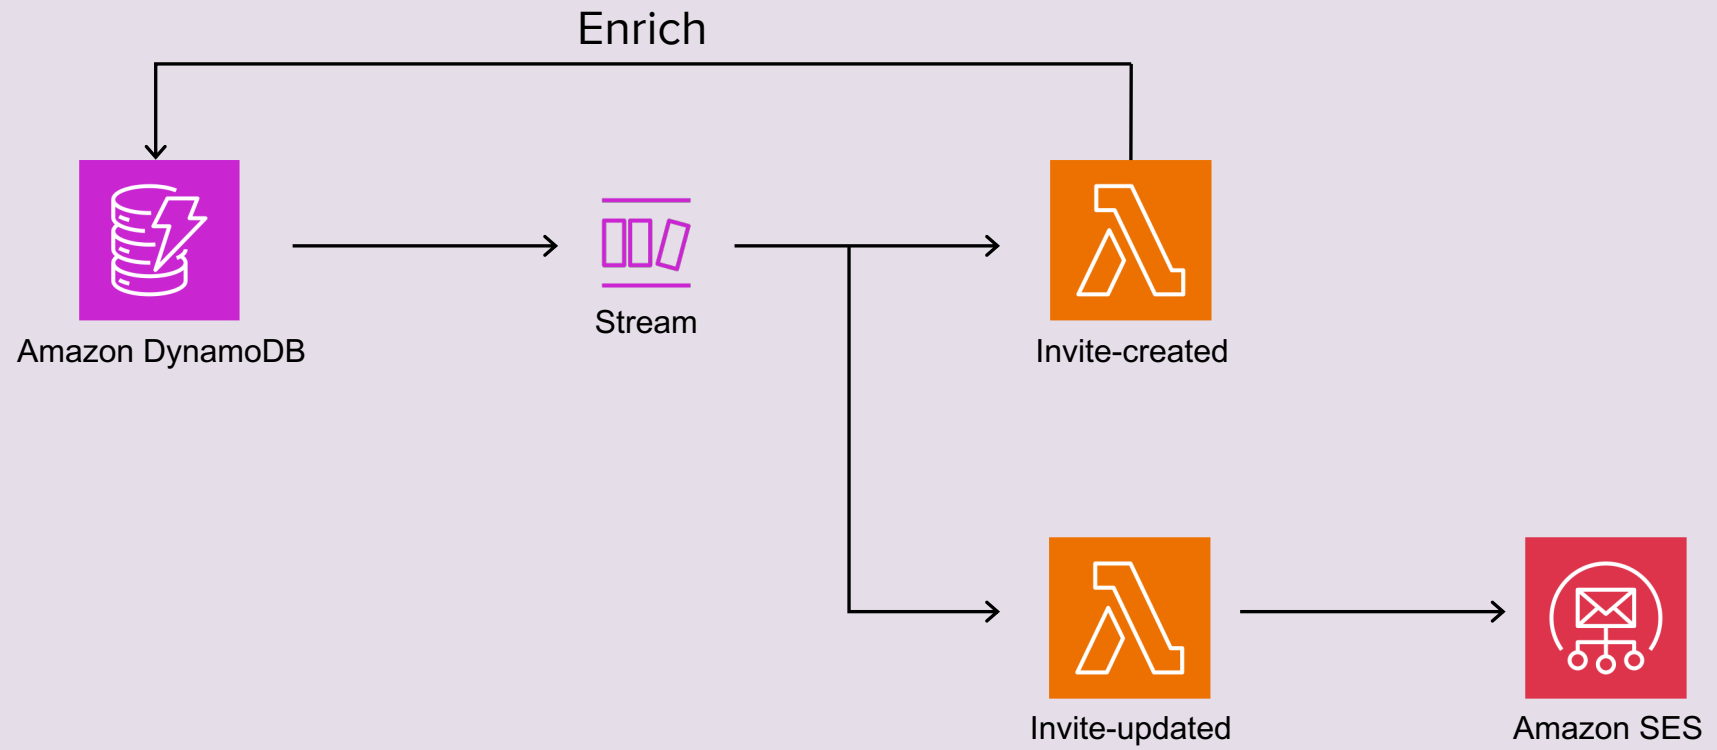 Enrich
Amazon DynamoDB
Stream
Invite-created
Invite-updated
Amazon SES